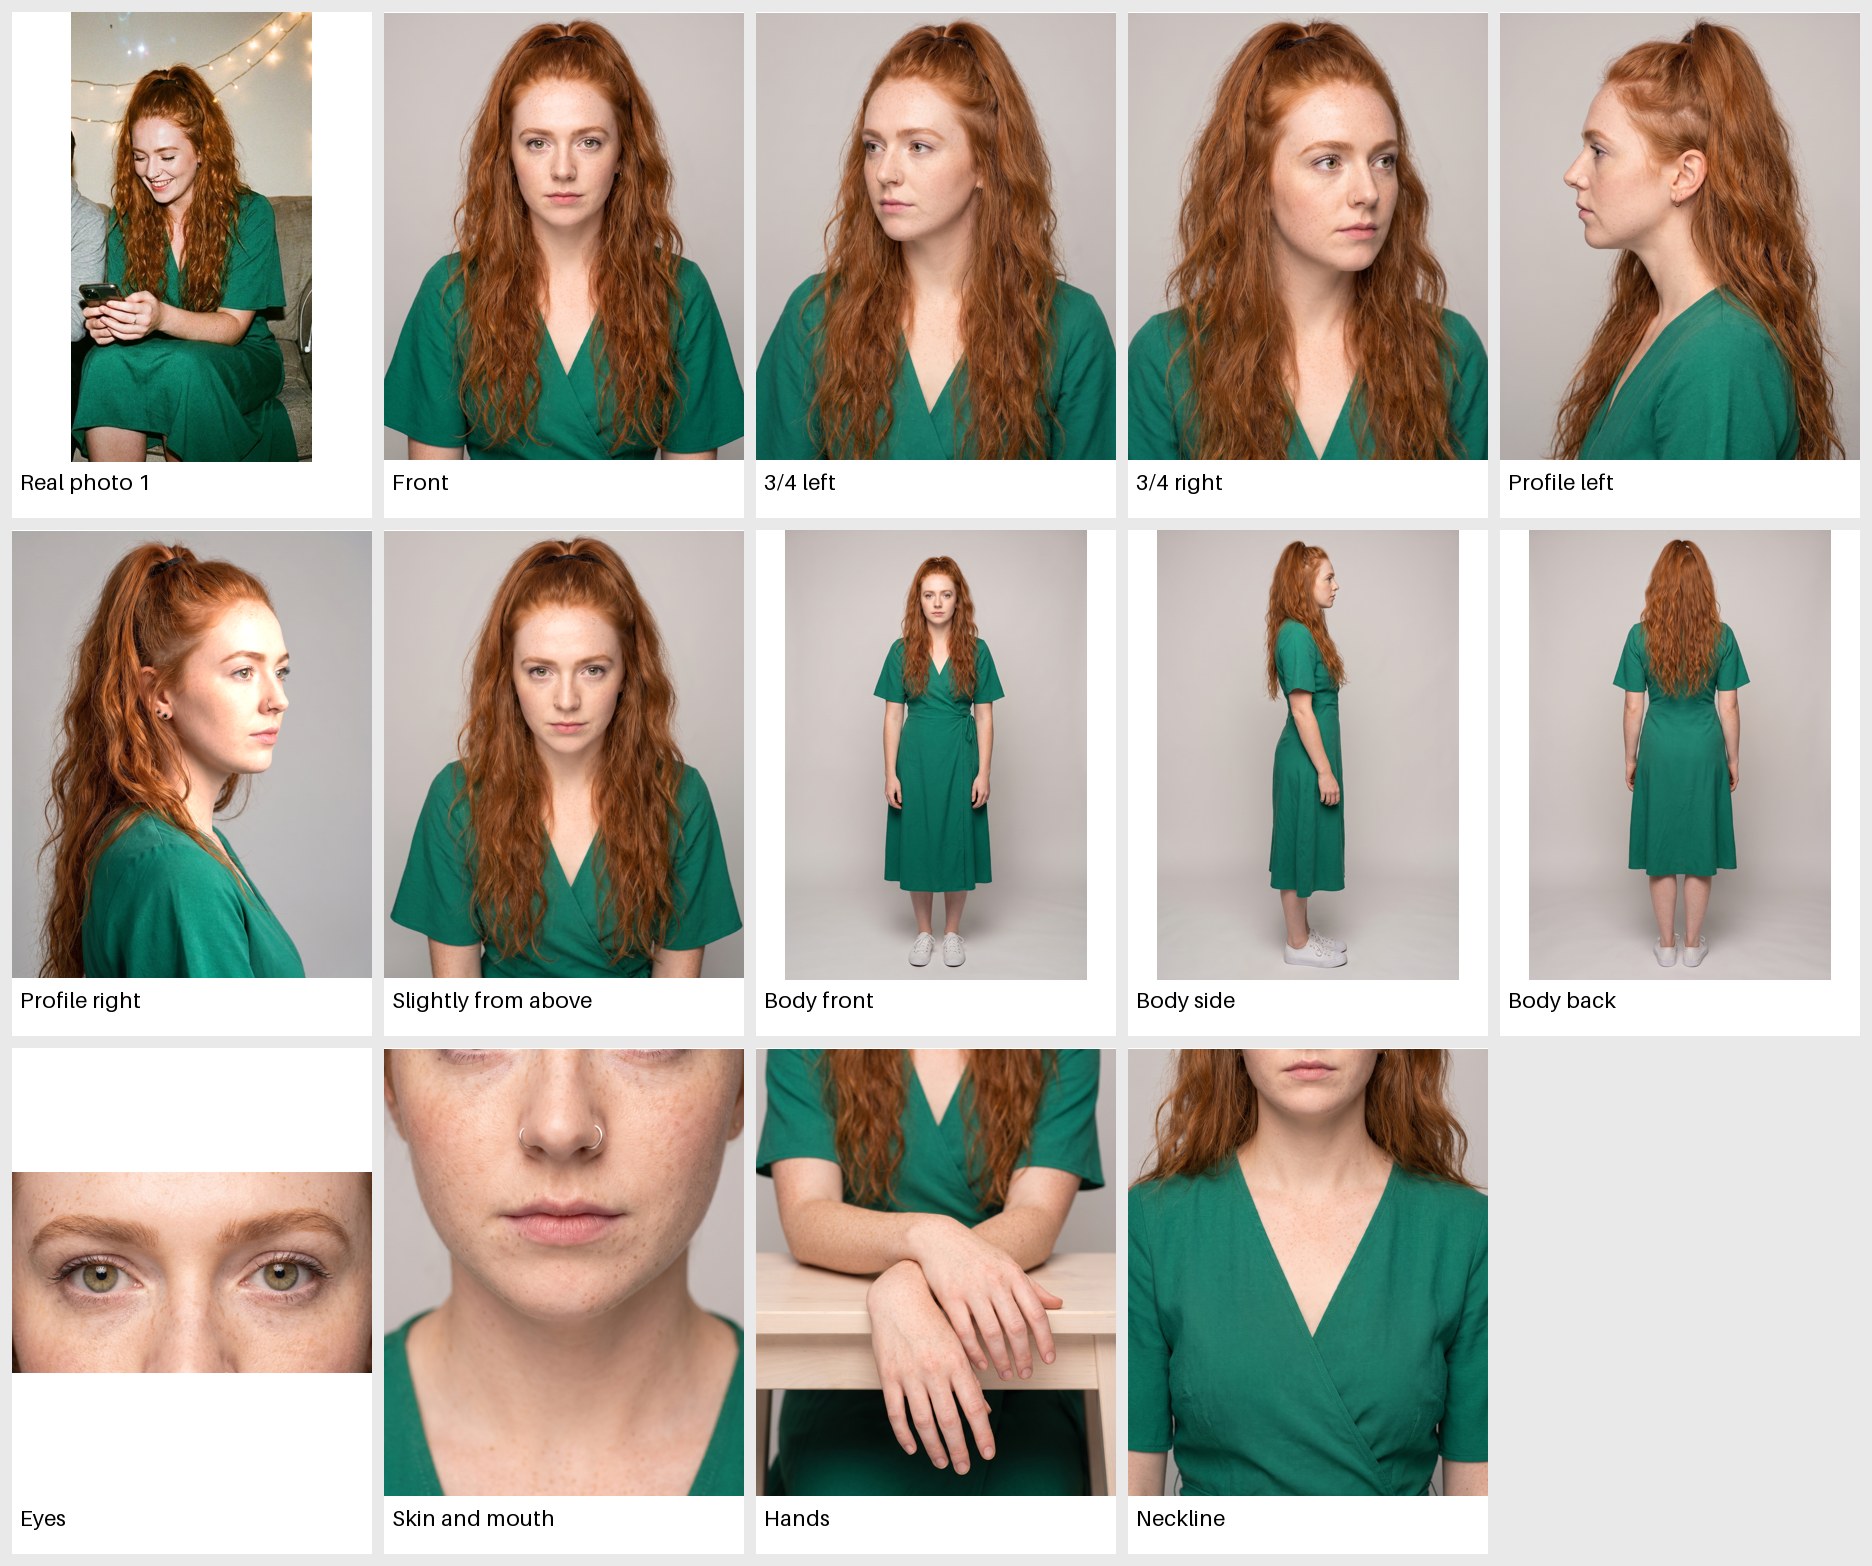 Real photo 1
Front
3/4 left
3/4 right
Profile left
Profile right
Slightly from above
Body front
Body side
Body back
Eyes
Skin and mouth
Hands
Neckline